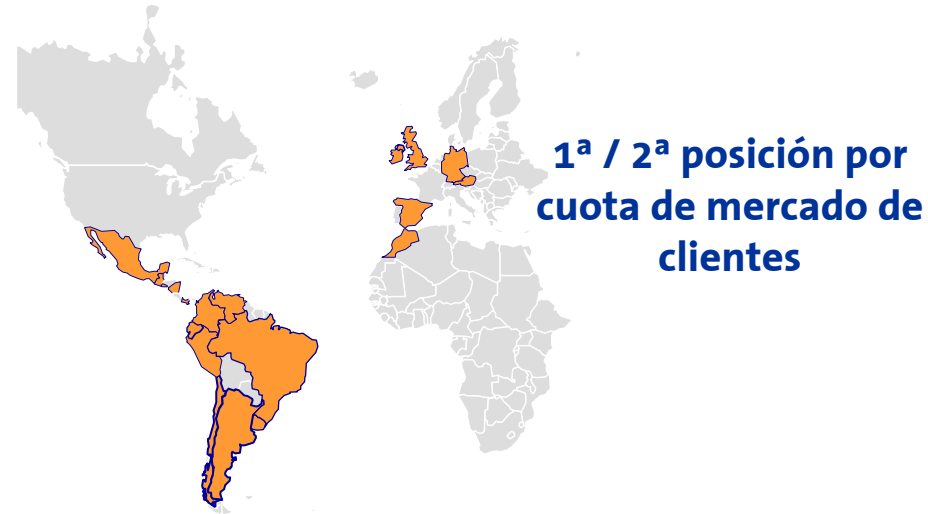 1ª / 2ª posición por
cuota de mercado de
clientes